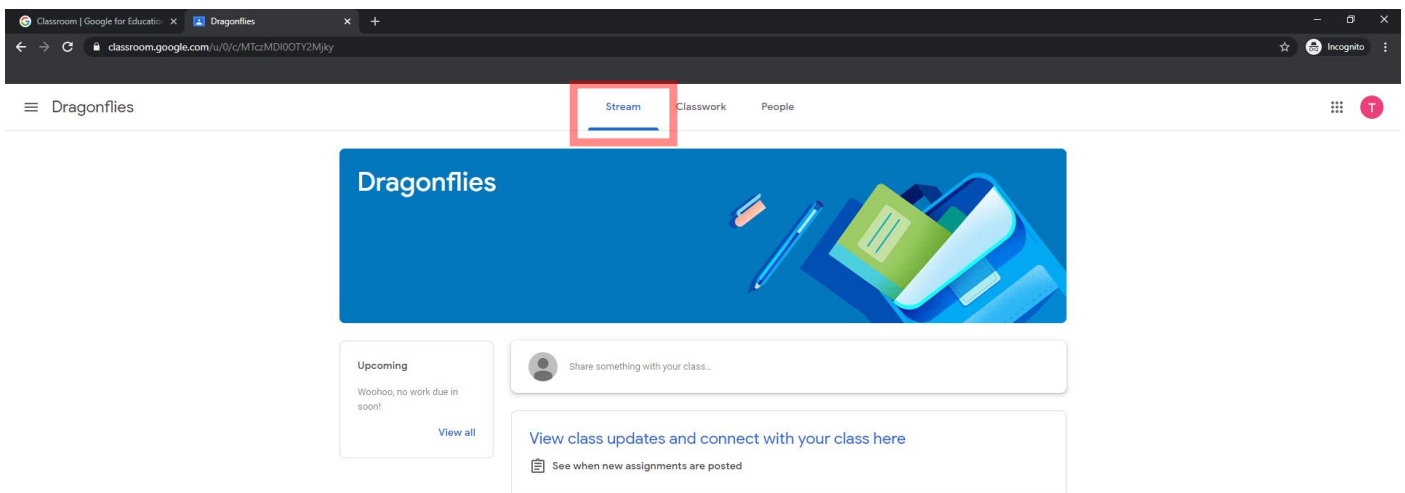 Classroom | Google for Education
Dragonflies
classroom.google.com/u/0/c/MTczMDI0OTY2Mjky
Incognito
Dragonflies
Stream Classwork People
T
Dragonflies
Upcoming
Woohoo, no work due in
soon!
View all
Share something with your class...
View class updates and connect with your class here
See when new assignments are posted